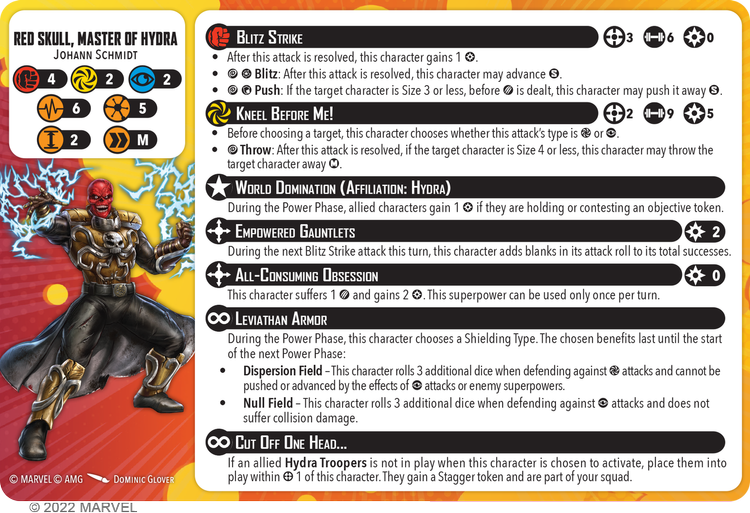 RED SKULL, MASTER OF HYDRA
JOHANN SCHMIDT
4 2 2
6 5
2 M
BLITZ STRIKE 3 6 0
• After this attack is resolved, this character gains 1 .
• Blitz: After this attack is resolved, this character may advance S.
• Push: If the target character is Size 3 or less, before is dealt, this character may push it away S.
KNEEL BEFORE ME! 2 9 5
• Before choosing a target, this character chooses whether this attack's type is or .
• Throw: After this attack is resolved, if the target character is Size 4 or less, this character may throw the
target character away M.
WORLD DOMINATION (AFFILIATION: HYDRA)
During the Power Phase, allied characters gain 1 if they are holding or contesting an objective token.
EMPOWERED GAUNTLETS 2
During the next Blitz Strike attack this turn, this character adds blanks in its attack roll to its total successes.
ALL-CONSUMING OBSESSION 0
This character suffers 1 and gains 2 . This superpower can be used only once per turn.
LEVIATHAN ARMOR
During the Power Phase, this character chooses a Shielding Type. The chosen benefits last until the start
of the next Power Phase:
• Dispersion Field – This character rolls 3 additional dice when defending against attacks and cannot be
pushed or advanced by the effects of attacks or enemy superpowers.
• Null Field – This character rolls 3 additional dice when defending against attacks and does not
suffer collision damage.
CUT OFF ONE HEAD...
If an allied Hydra Troopers is not in play when this character is chosen to activate, place them into
play within 1 of this character. They gain a Stagger token and are part of your squad.
© MARVEL © AMG DOMINIC GLOVER
© 2022 MARVEL